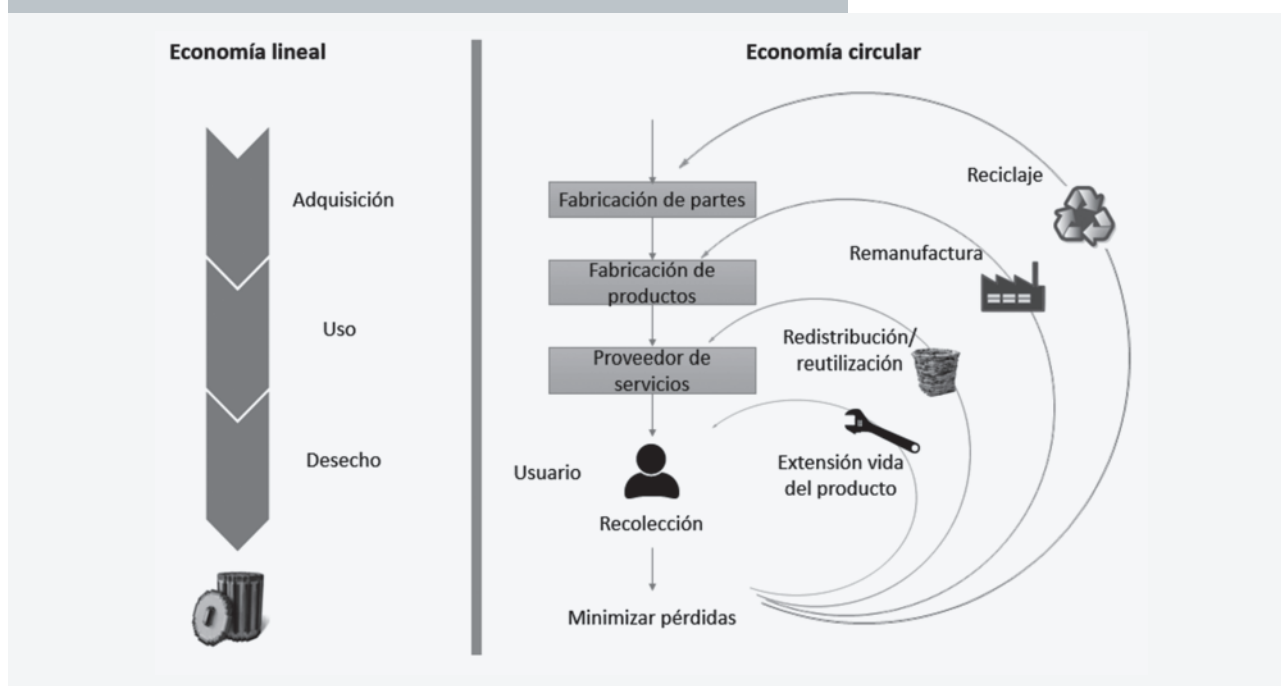 Economía lineal
Adquisición
Uso
Desecho
Economía circular
Fabricación de partes
Fabricación de
productos
Proveedor de
servicios
Usuario
Recolección
Minimizar pérdidas
Reciclaje
Remanufactura
Redistribución/
reutilización
Extensión vida
del producto